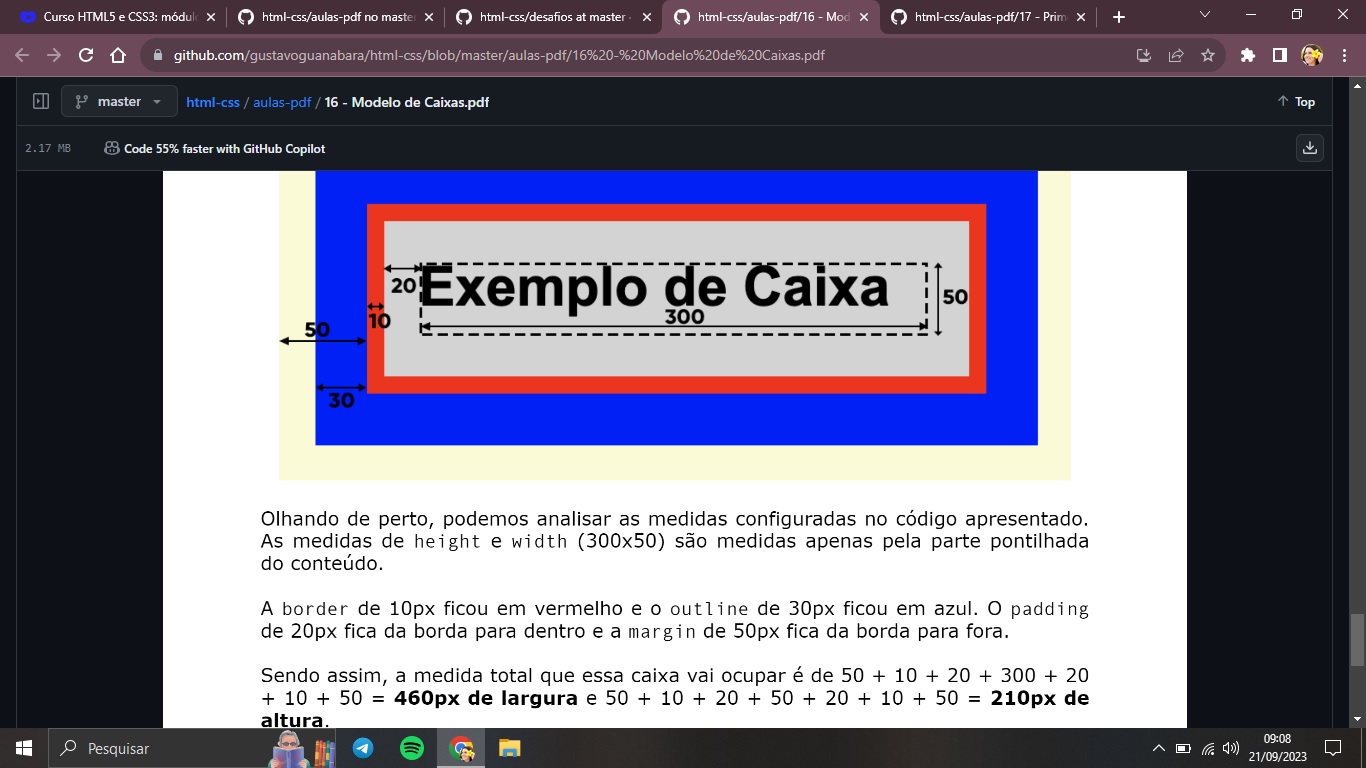 Curso HTML5 e CSS3: módul
html-css/aulas-pdf no maste
html-css/desafios at master
html-css/aulas-pdf/16 - Mod
html-css/aulas-pdf/17 - Prim
github.com/gustavoguanabara/html-css/blob/master/aulas-pdf/16%20-%20Modelo%20de%20Caixas.pdf
master
html-css / aulas-pdf / 16 - Modelo de Caixas.pdf
Top
2.17 MB
Code 55% faster with GitHub Copilot
Exemplo de Caixa
20
50
10
300
50
30
Olhando de perto, podemos analisar as medidas configuradas no código apresentado.
As medidas de height e width (300x50) são medidas apenas pela parte pontilhada
do conteúdo.
A border de 10px ficou em vermelho e o outline de 30px ficou em azul. O padding
de 20px fica da borda para dentro e a margin de 50px fica da borda para fora.
Sendo assim, a medida total que essa caixa vai ocupar é de 50 + 10 + 20 + 300 + 20
+ 10 + 50 = 460px de largura e 50 + 10 + 20 + 50 + 20 + 10 + 50 = 210px de
altura.
Pesquisar
09:08
21/09/2023